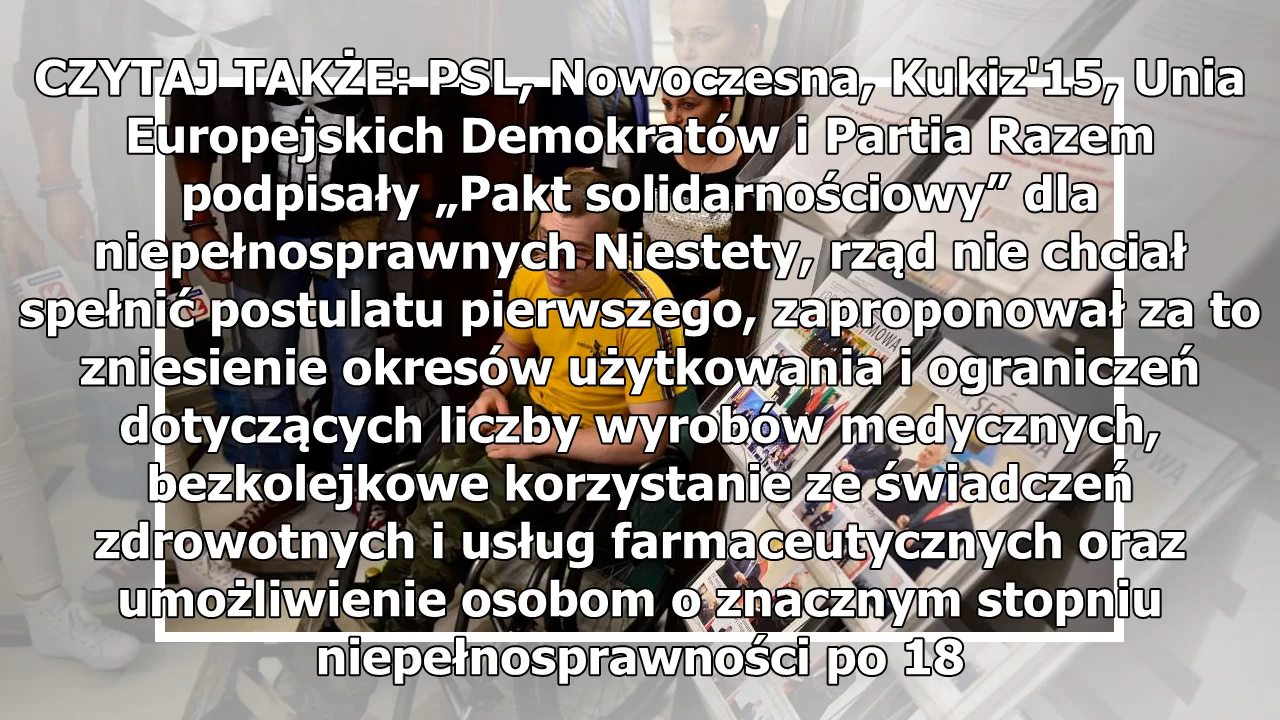 CZYTAJ TAKŻE: PSL, Nowoczesna, Kukiz'15, Unia
Europejskich Demokratów i Partia Razem
podpisały „Pakt solidarnościowy” dla
niepełnosprawnych Niestety, rząd nie chciał
spełnić postulatu pierwszego, zaproponował za to
zniesienie okresów użytkowania i ograniczeń
dotyczących liczby wyrobów medycznych,
bezkolejkowe korzystanie ze świadczeń
zdrowotnych i usług farmaceutycznych oraz
umożliwienie osobom o znacznym stopniu
niepełnosprawności po 18